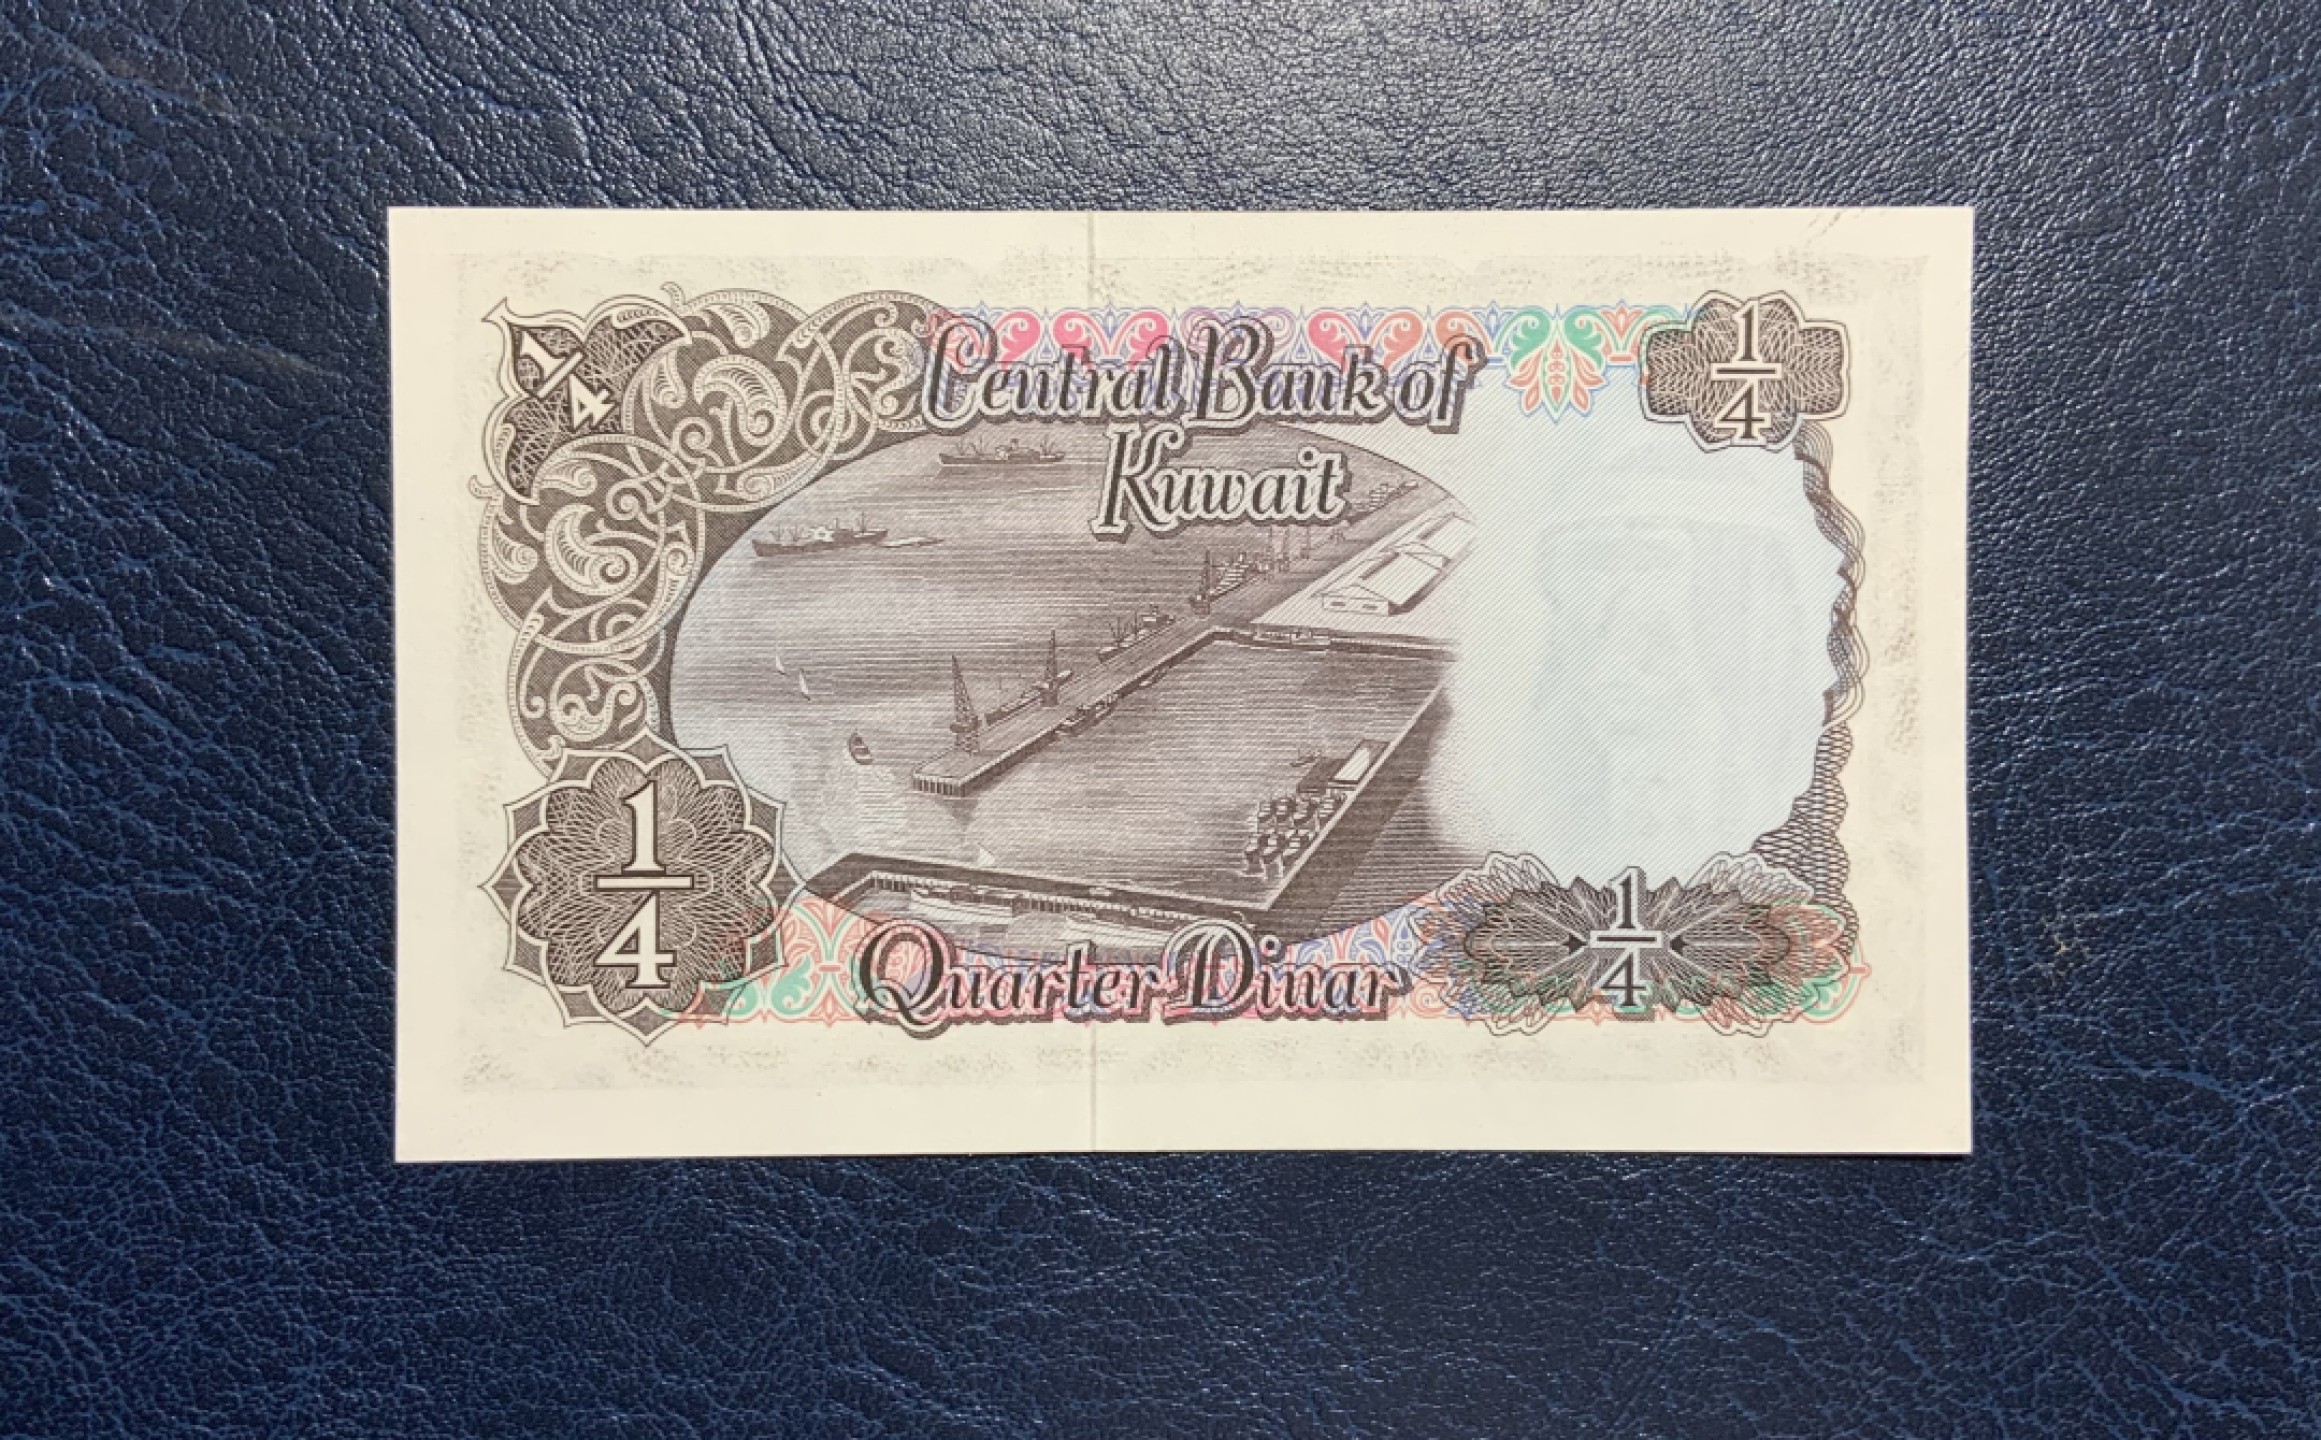 1/4
1/4
Central Bank of
Kuwait
1/4
Quarter Dinar
1/4